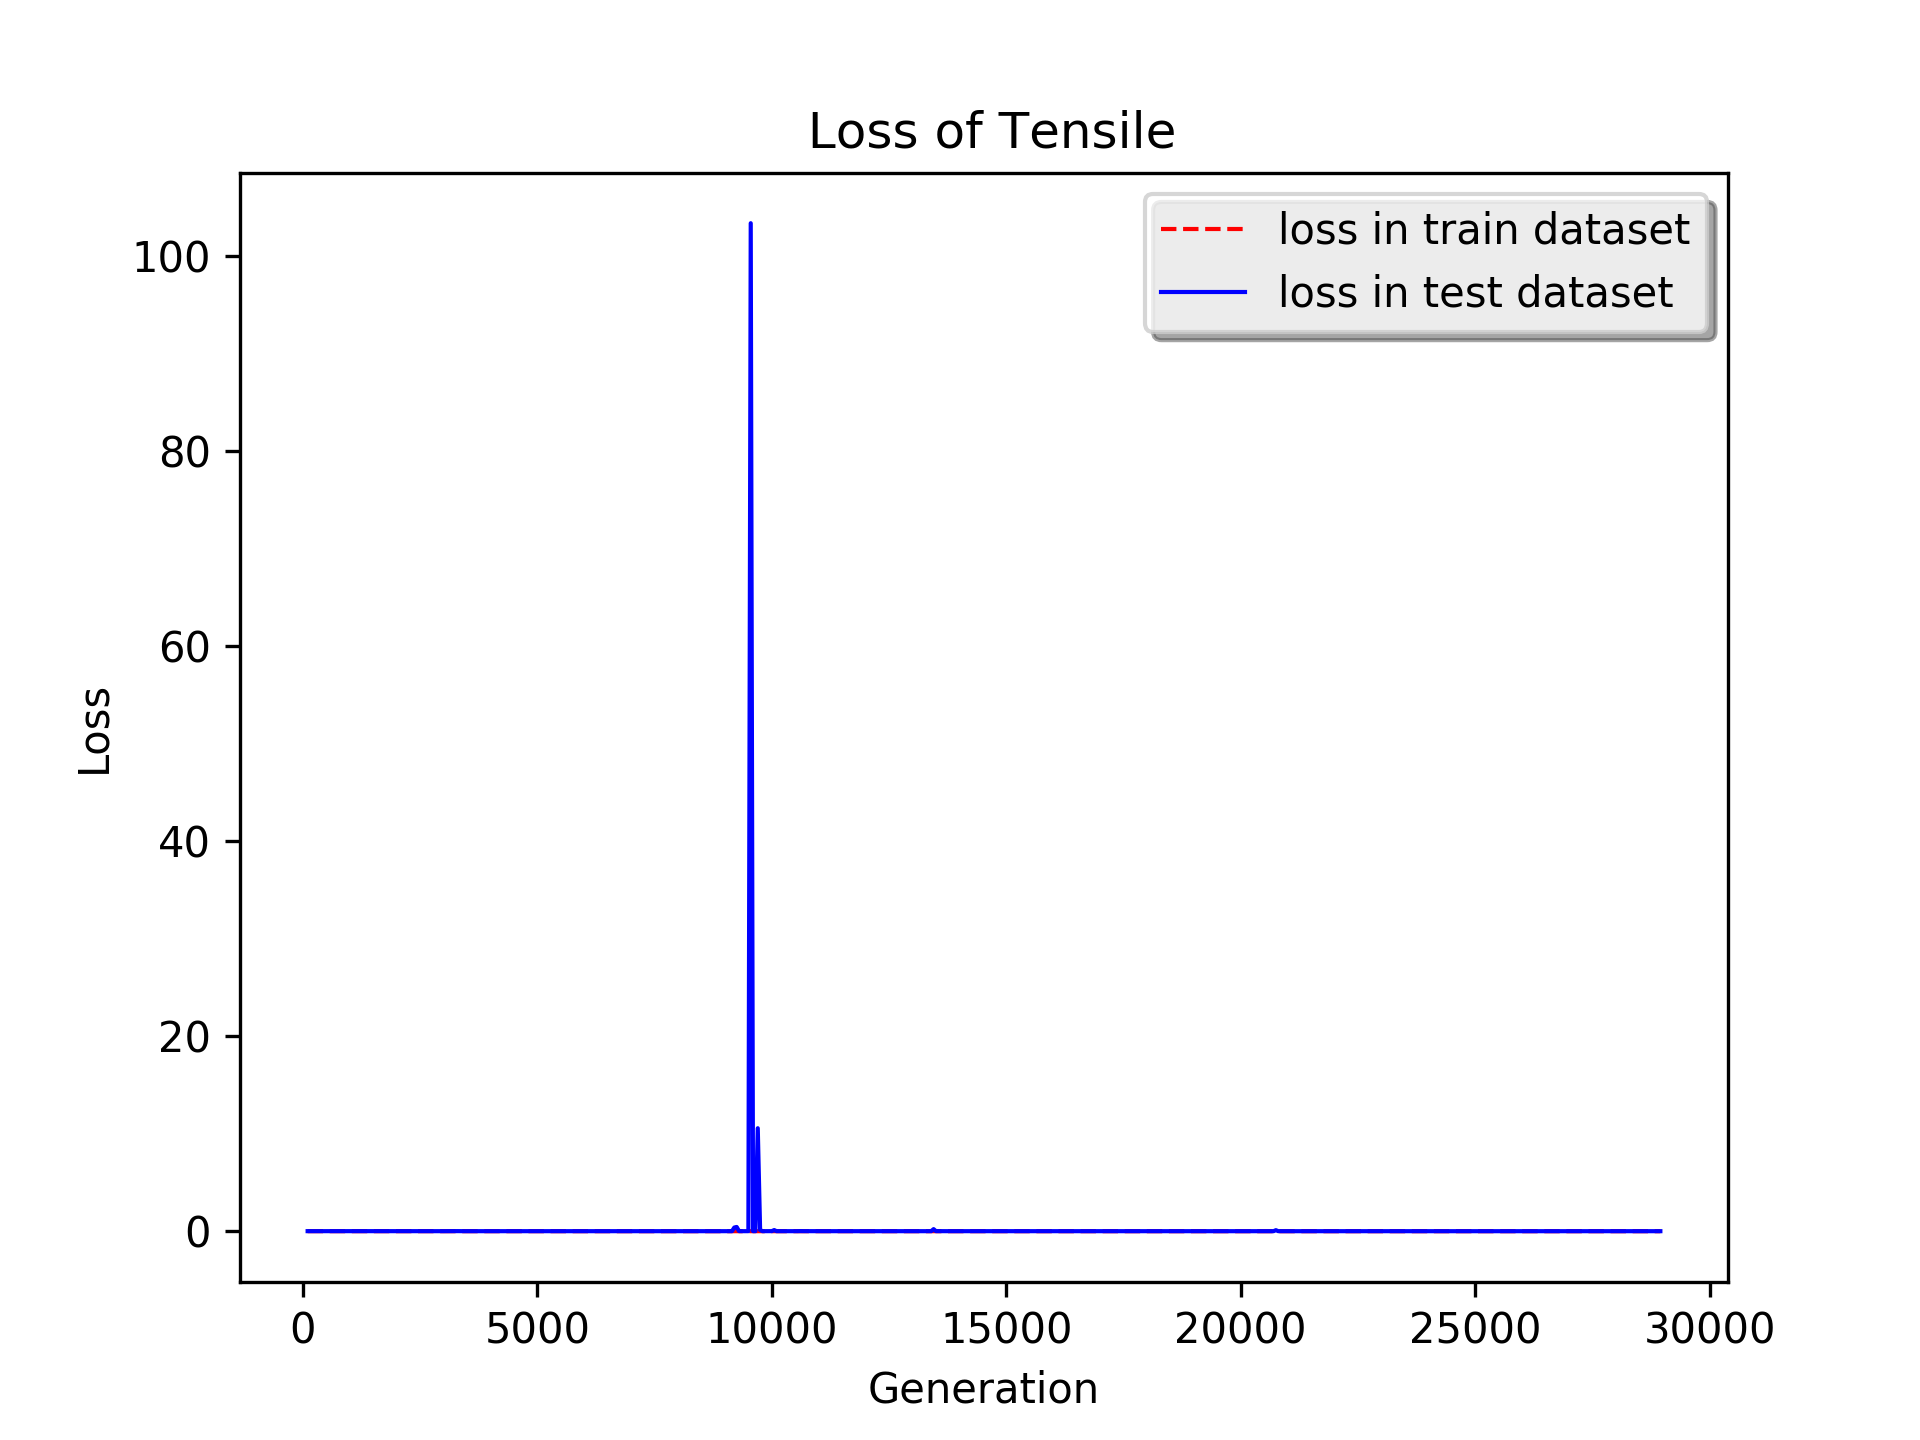 Loss of Tensile
loss in train dataset
loss in test dataset
100
80
60
40
20
0
Loss
0 5000 10000 15000 20000 25000 30000
Generation